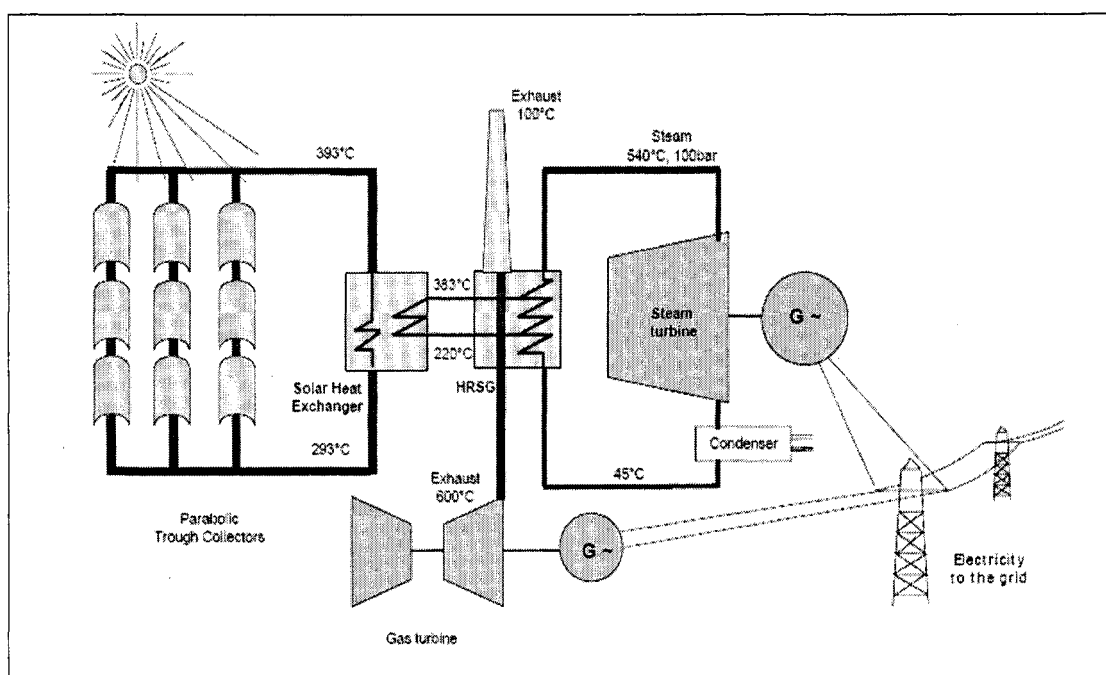 Exhaust
100°C
Steam
540°C, 100bar
393°C
383°C
220°C
Steam
turbine
G ~
Solar Heat
Exchanger
HRSG
293°C
Condenser
45°C
Exhaust
600°C
Parabolic
Trough Collectors
G ~
Gas turbine
Electricity
to the grid